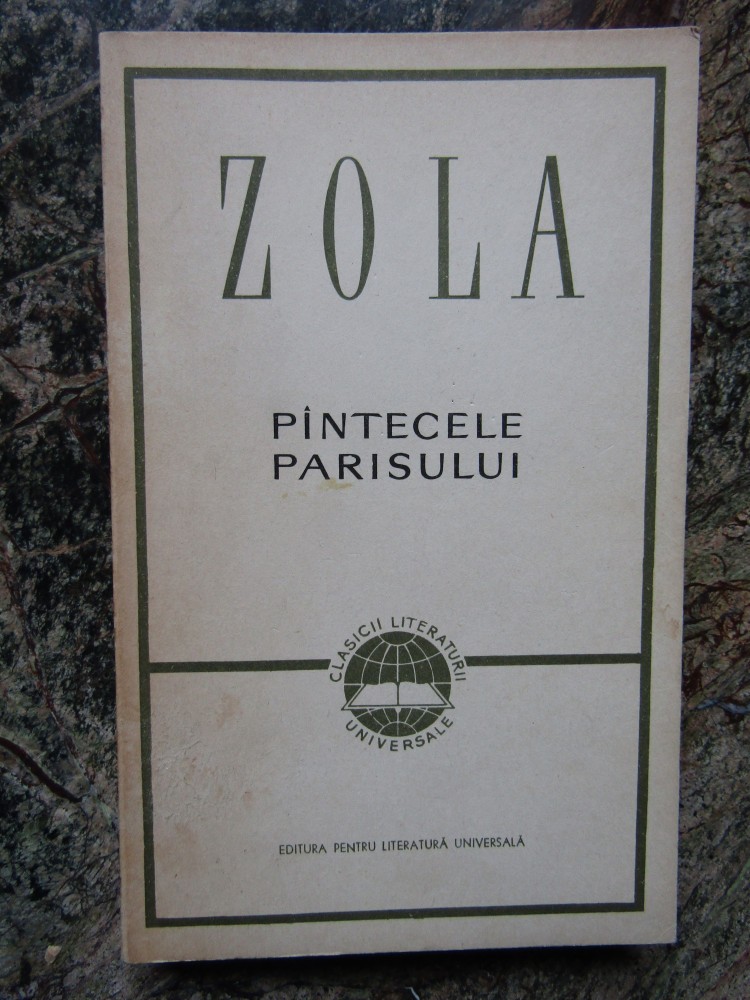 ZOLA
PÎNTECELE
PARISULUI
CLASICII LITERATURII
UNIVERSALE
EDITURA PENTRU LITERATURĂ UNIVERSALĂ